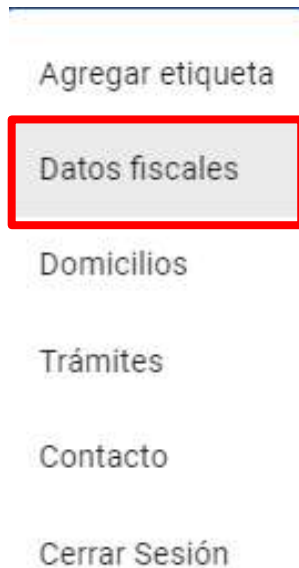 Agregar etiqueta
Datos fiscales
Domicilios
Trámites
Contacto
Cerrar Sesión